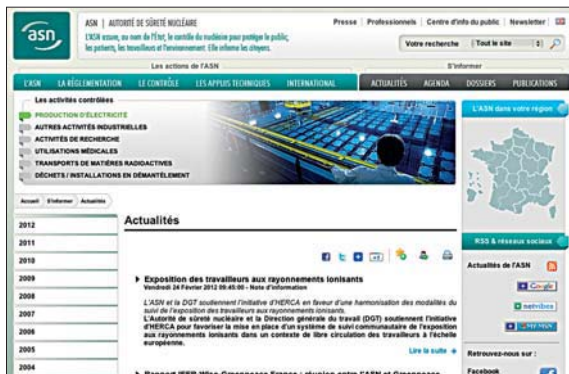 asn
ASN | AUTORITÉ DE SÛRETÉ NUCLÉAIRE
L'ASN assure, au nom de l'État, le contrôle du nucléaire pour protéger le public,
les patients, les travailleurs et l'environnement. Elle informe les citoyens.
Presse | Professionnels | Centre d'info du public | Newsletter
Votre recherche Tout le site
Les actions de l'ASN
S'informer
L'ASN LA RÉGLEMENTATION LE CONTRÔLE LES APPUIS TECHNIQUES INTERNATIONAL ACTUALITÉS AGENDA DOSSIERS PUBLICATIONS
Les activités contrôlées
PRODUCTION D'ÉLECTRICITÉ
AUTRES ACTIVITÉS INDUSTRIELLES
ACTIVITÉS DE RECHERCHE
UTILISATIONS MÉDICALES
TRANSPORTS DE MATIÈRES RADIOACTIVES
DÉCHETS / INSTALLATIONS EN DÉMANTÈLEMENT
L'ASN dans votre région
Accueil S'informer Actualités
2012
2011
2010
2009
2008
2007
2006
2005
2004
Actualités
Exposition des travailleurs aux rayonnements ionisants
Vendredi 24 Février 2012 09:45:00 - Note d'information
L'ASN et la DGT soutiennent l'initiative d'HERCA en faveur d'une harmonisation des modalités du
suivi de l'exposition des travailleurs aux rayonnements ionisants.
L'Autorité de sûreté nucléaire et la Direction générale du travail (DGT) soutiennent l'initiative
d'HERCA pour favoriser la mise en place d'un système de suivi communautaire de l'exposition
aux rayonnements ionisants dans un contexte de libre circulation des travailleurs à l'échelle
européenne.
Lire la suite
RSS & réseaux sociaux
Actualités de l'ASN
Google
netvibes
MY MSN
Retrouvez-nous sur :
Facebook